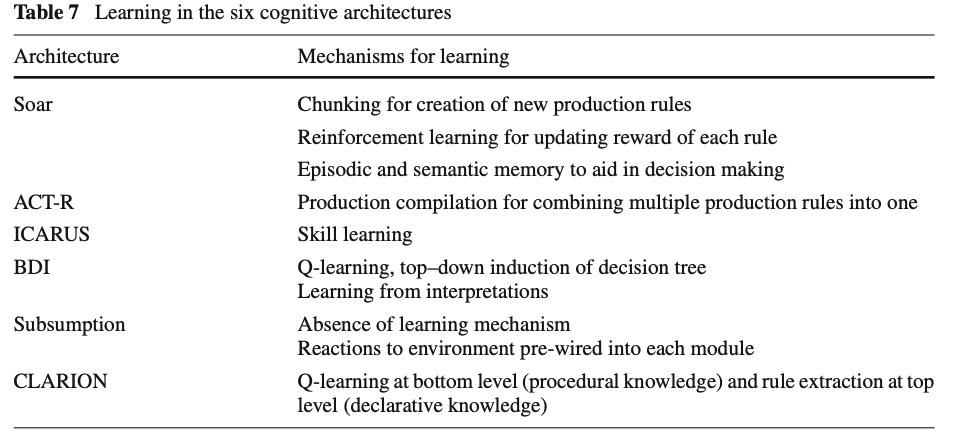 Table 7 Learning in the six cognitive architectures
Architecture Mechanisms for learning
Soar Chunking for creation of new production rules
Reinforcement learning for updating reward of each rule
Episodic and semantic memory to aid in decision making
ACT-R Production compilation for combining multiple production rules into one
ICARUS Skill learning
BDI Q-learning, top–down induction of decision tree
Learning from interpretations
Subsumption Absence of learning mechanism
Reactions to environment pre-wired into each module
CLARION Q-learning at bottom level (procedural knowledge) and rule extraction at top
level (declarative knowledge)